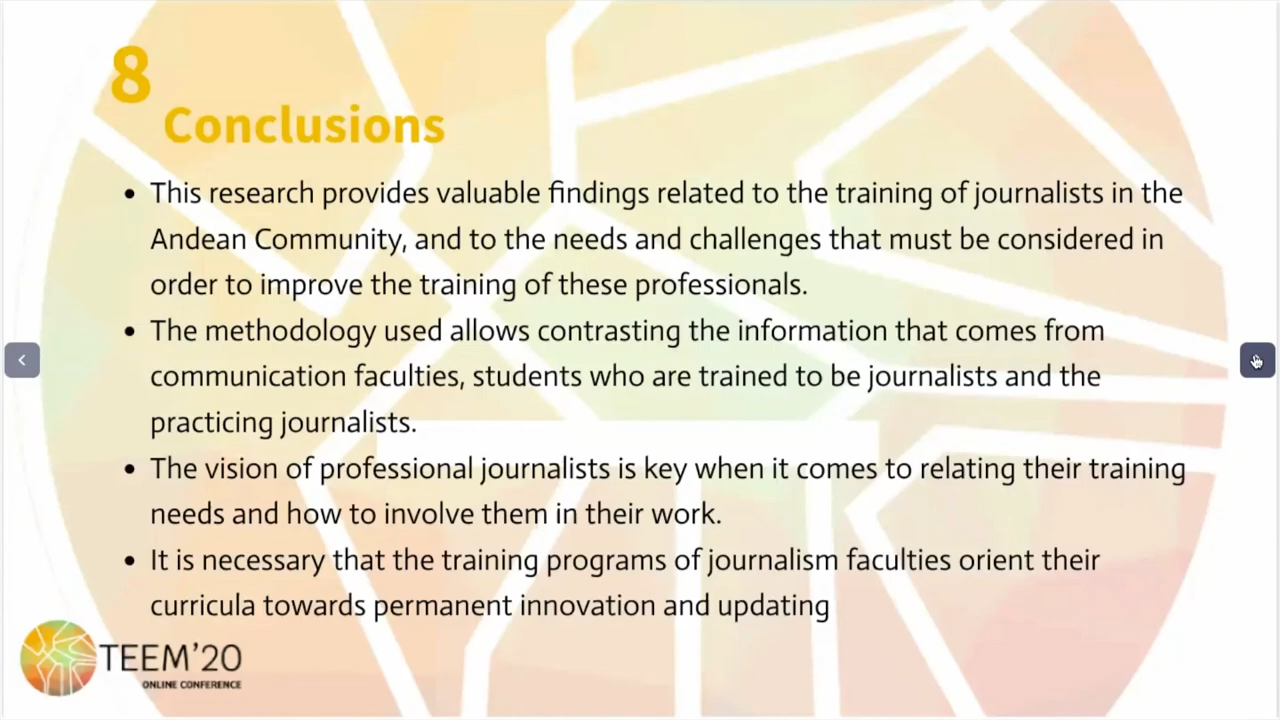 8
Conclusions
• This research provides valuable findings related to the training of journalists in the
Andean Community, and to the needs and challenges that must be considered in
order to improve the training of these professionals.
• The methodology used allows contrasting the information that comes from
communication faculties, students who are trained to be journalists and the
practicing journalists.
• The vision of professional journalists is key when it comes to relating their training
needs and how to involve them in their work.
• It is necessary that the training programs of journalism faculties orient their
curricula towards permanent innovation and updating
TEEM'20
ONLINE CONFERENCE